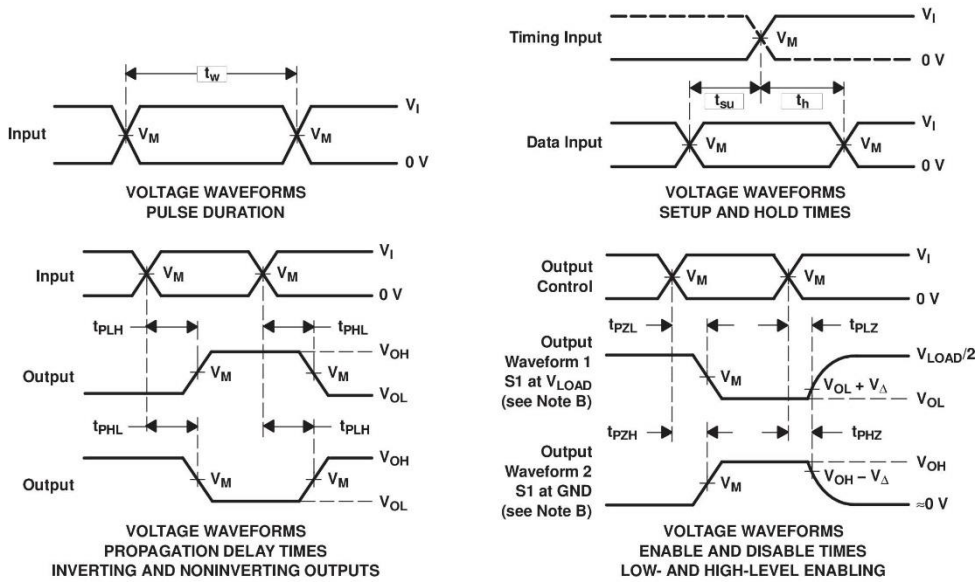 t_w
Input
V_M
V_M
V_I
0 V
VOLTAGE WAVEFORMS
PULSE DURATION
Timing Input
V_M
V_I
0 V
t_su
t_h
Data Input
V_M
V_M
V_I
0 V
VOLTAGE WAVEFORMS
SETUP AND HOLD TIMES
Input
V_M
V_M
V_I
0 V
t_PLH
t_PHL
Output
V_M
V_M
V_OH
V_OL
t_PHL
t_PLH
Output
V_M
V_M
V_OH
V_OL
VOLTAGE WAVEFORMS
PROPAGATION DELAY TIMES
INVERTING AND NONINVERTING OUTPUTS
Output
Control
V_M
V_M
V_I
0 V
t_PZL
t_PLZ
Output
Waveform 1
S1 at V_LOAD
(see Note B)
V_M
V_LOAD/2
V_OL + V_Δ
V_OL
t_PZH
t_PHZ
Output
Waveform 2
S1 at GND
(see Note B)
V_M
V_OH
V_OH – V_Δ
≈0 V
VOLTAGE WAVEFORMS
ENABLE AND DISABLE TIMES
LOW- AND HIGH-LEVEL ENABLING